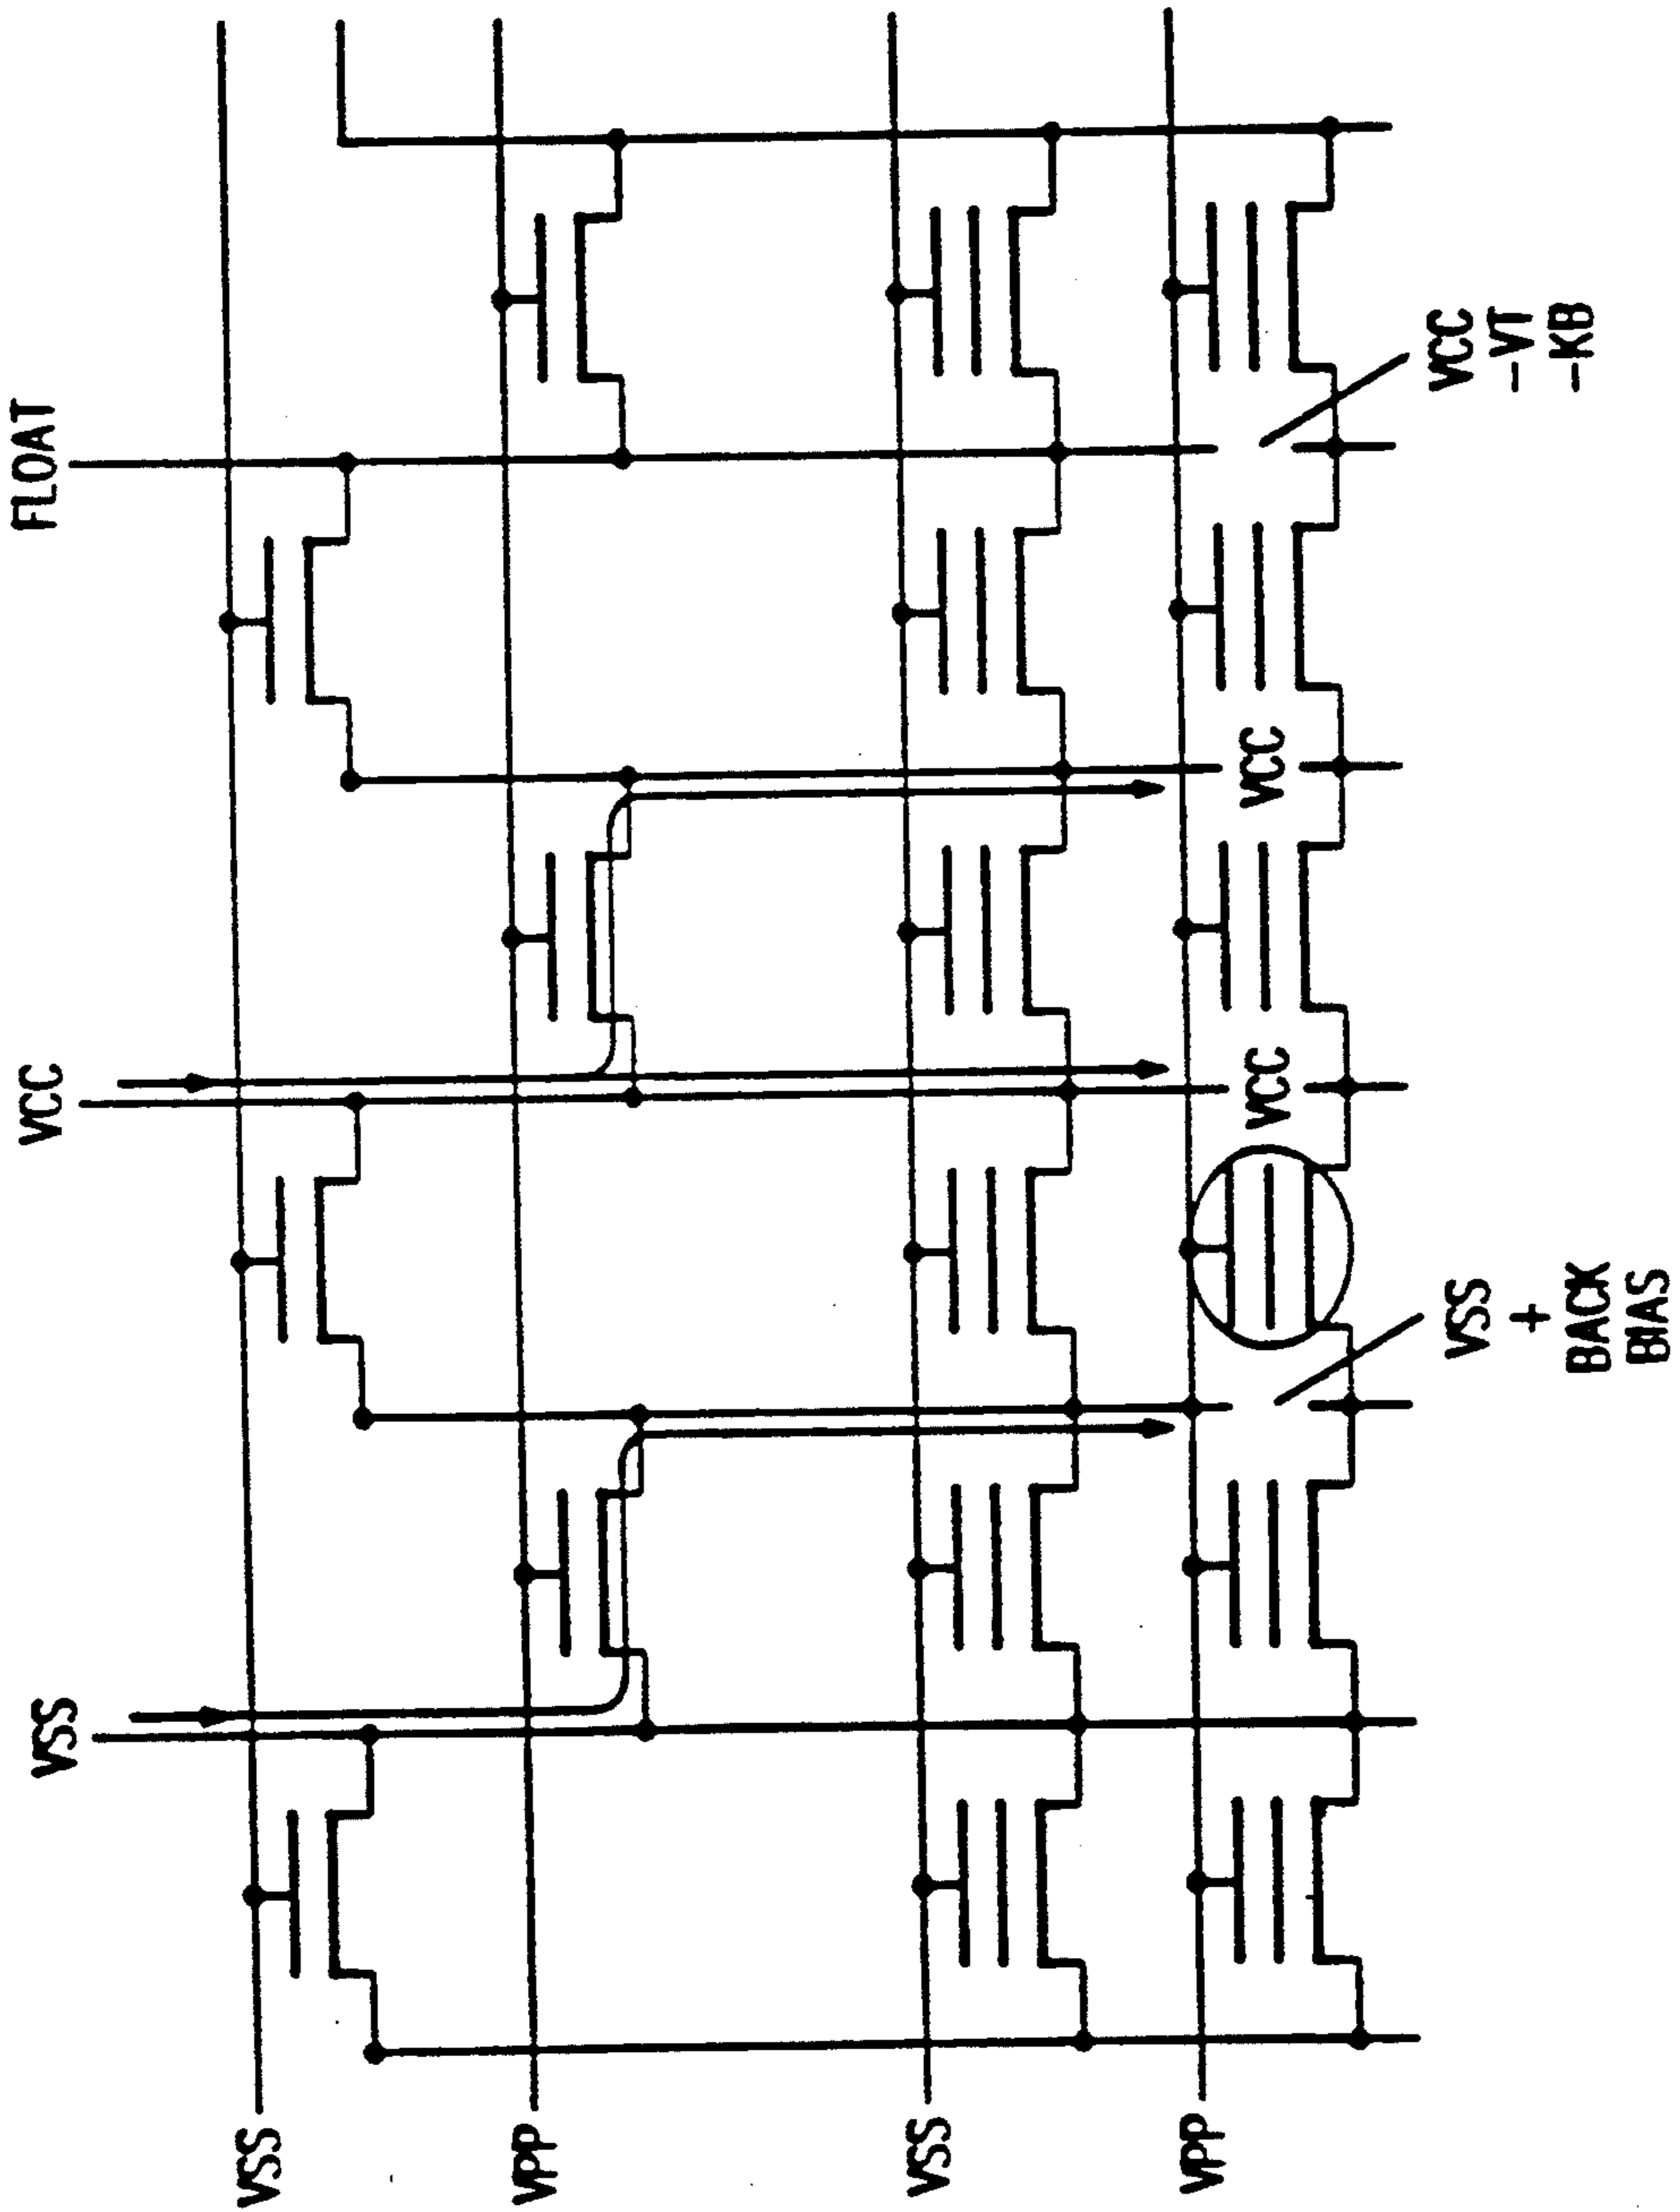 VSS
VCC
FLOAT
VSS
Vpp
VSS
Vpp
VCC
VCC
VSS
+
BACK
BIAS
VCC
-VT
-KB